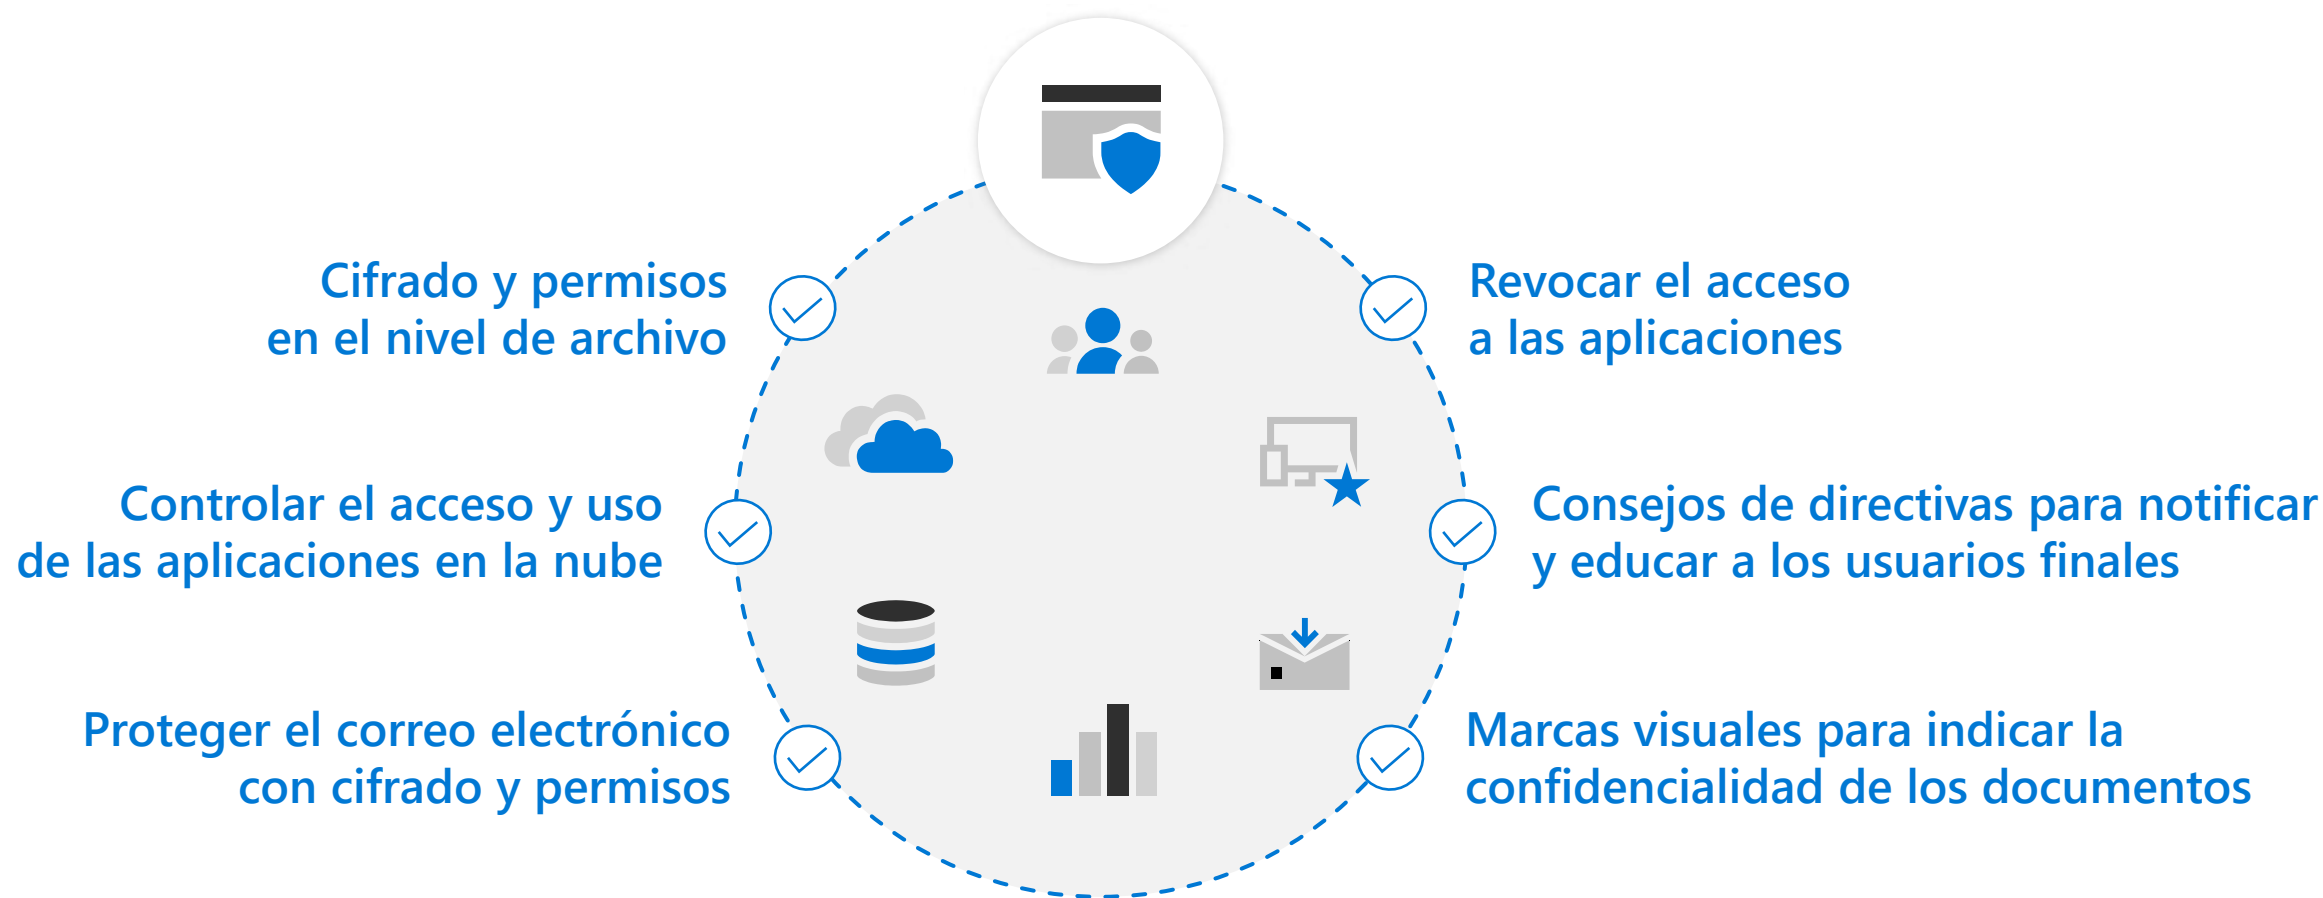 Cifrado y permisos
en el nivel de archivo
Revocar el acceso
a las aplicaciones
Controlar el acceso y uso
de las aplicaciones en la nube
Consejos de directivas para notificar
y educar a los usuarios finales
Proteger el correo electrónico
con cifrado y permisos
Marcas visuales para indicar la
confidencialidad de los documentos